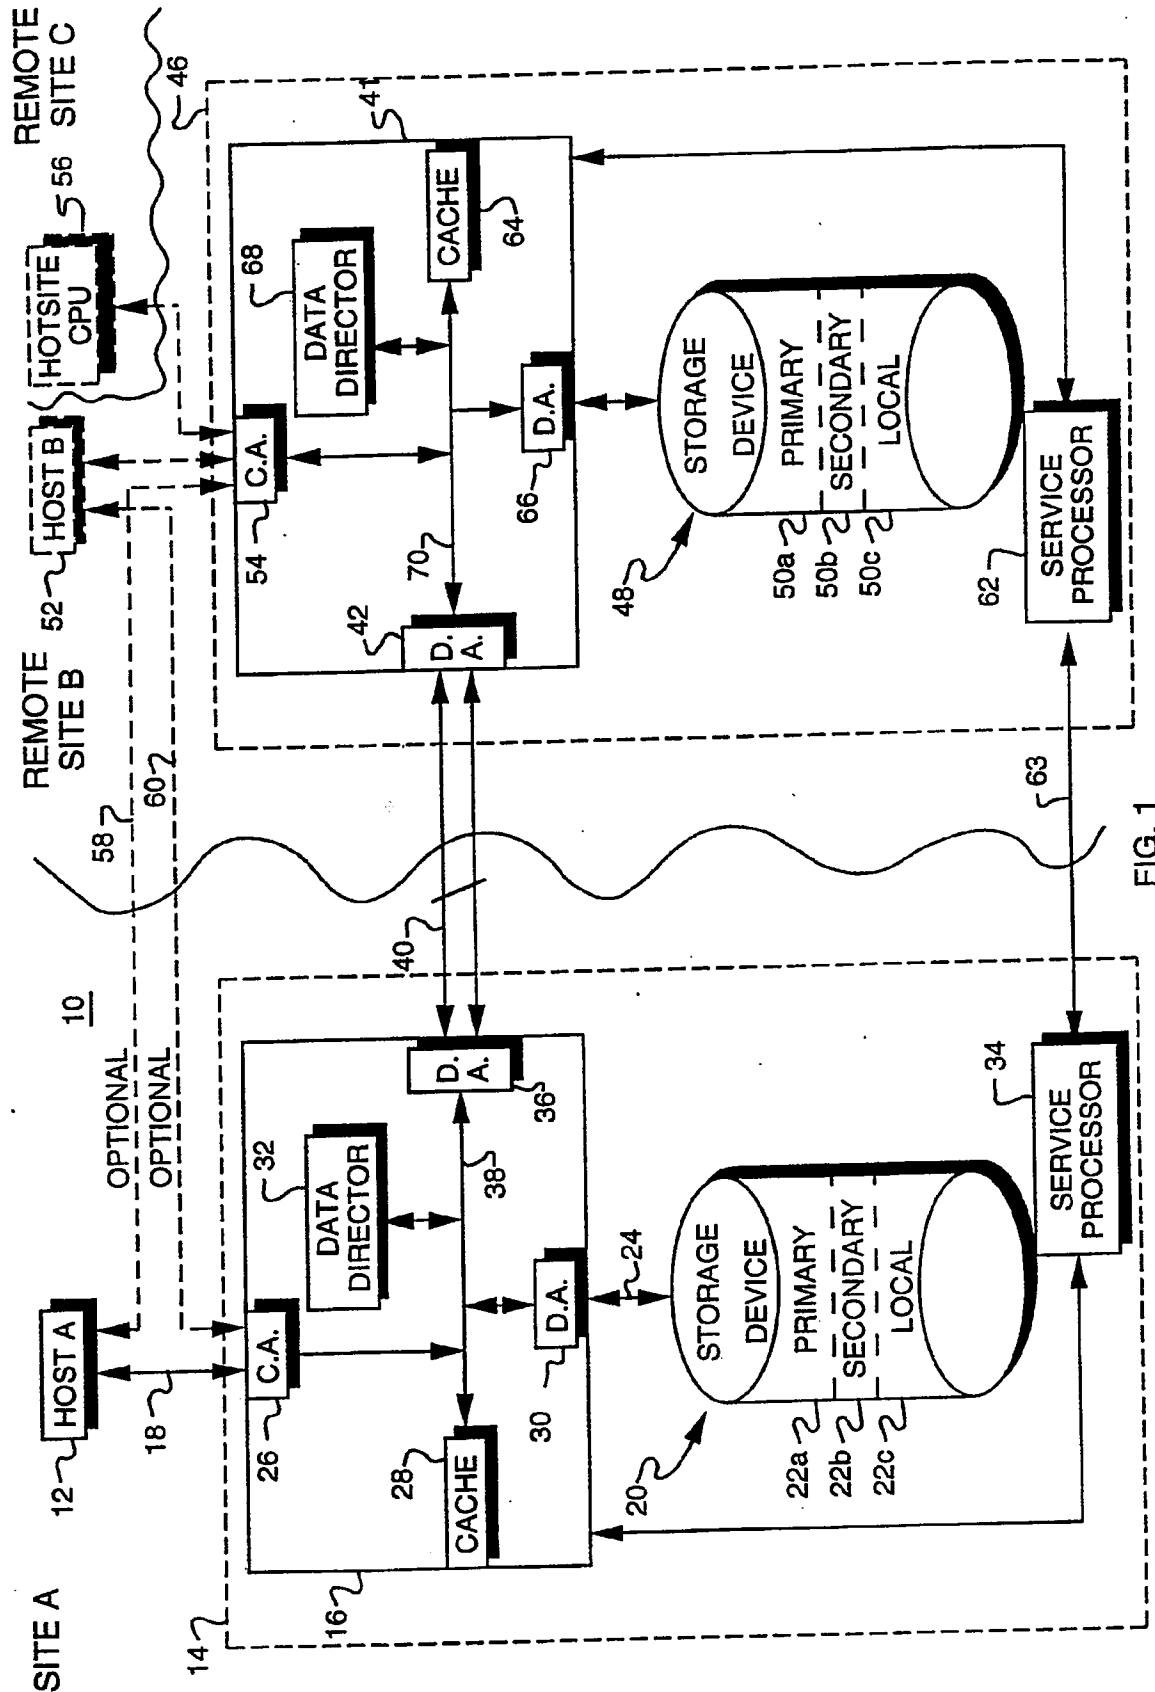 SITE A
12
HOST A
18
10
OPTIONAL
OPTIONAL
58
60
REMOTE
SITE B
52
HOST B
HOTSITE
CPU
56
REMOTE
SITE C
46
14
16
26
C.A.
32
DATA
DIRECTOR
28
CACHE
38
D.
A.
36
30
D.A.
24
40
42
D.
A.
70
54
C.A.
68
DATA
DIRECTOR
41
CACHE
64
66
D.A.
20
STORAGE
DEVICE
22a
PRIMARY
22b
SECONDARY
22c
LOCAL
34
SERVICE
PROCESSOR
63
48
STORAGE
DEVICE
50a
PRIMARY
50b
SECONDARY
50c
LOCAL
62
SERVICE
PROCESSOR
FIG. 1